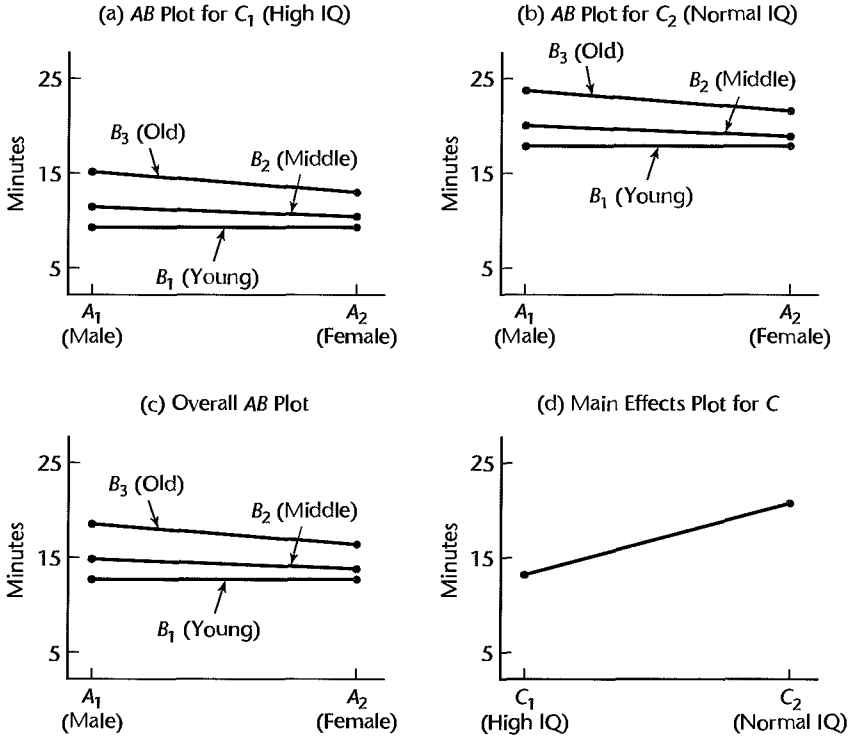 (a) AB Plot for C1 (High IQ)
25
15
5
Minutes
B3 (Old)
B2 (Middle)
B1 (Young)
A1
(Male)
A2
(Female)
(b) AB Plot for C2 (Normal IQ)
25
15
5
Minutes
B3 (Old)
B2 (Middle)
B1 (Young)
A1
(Male)
A2
(Female)
(c) Overall AB Plot
25
15
5
Minutes
B3 (Old)
B2 (Middle)
B1 (Young)
A1
(Male)
A2
(Female)
(d) Main Effects Plot for C
25
15
5
Minutes
C1
(High IQ)
C2
(Normal IQ)